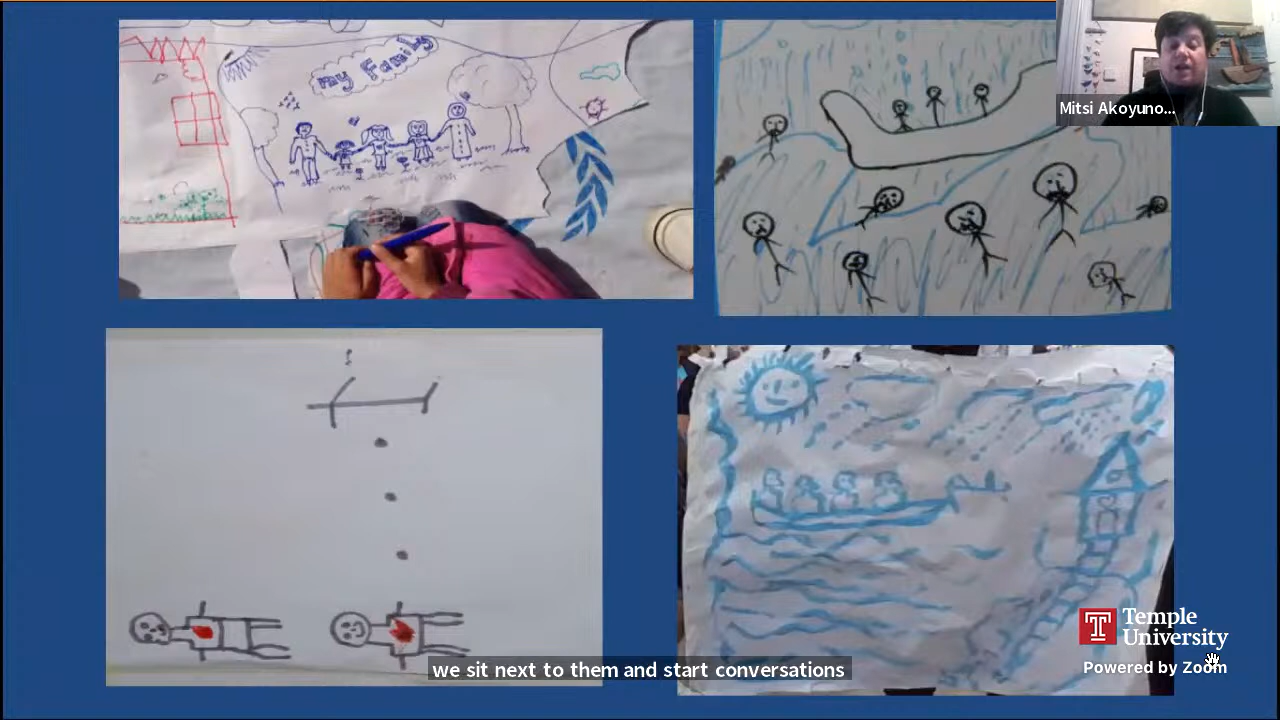 my Family
Mitsi Akoyuno...
we sit next to them and start conversations
T Temple
University
Powered by Zoom